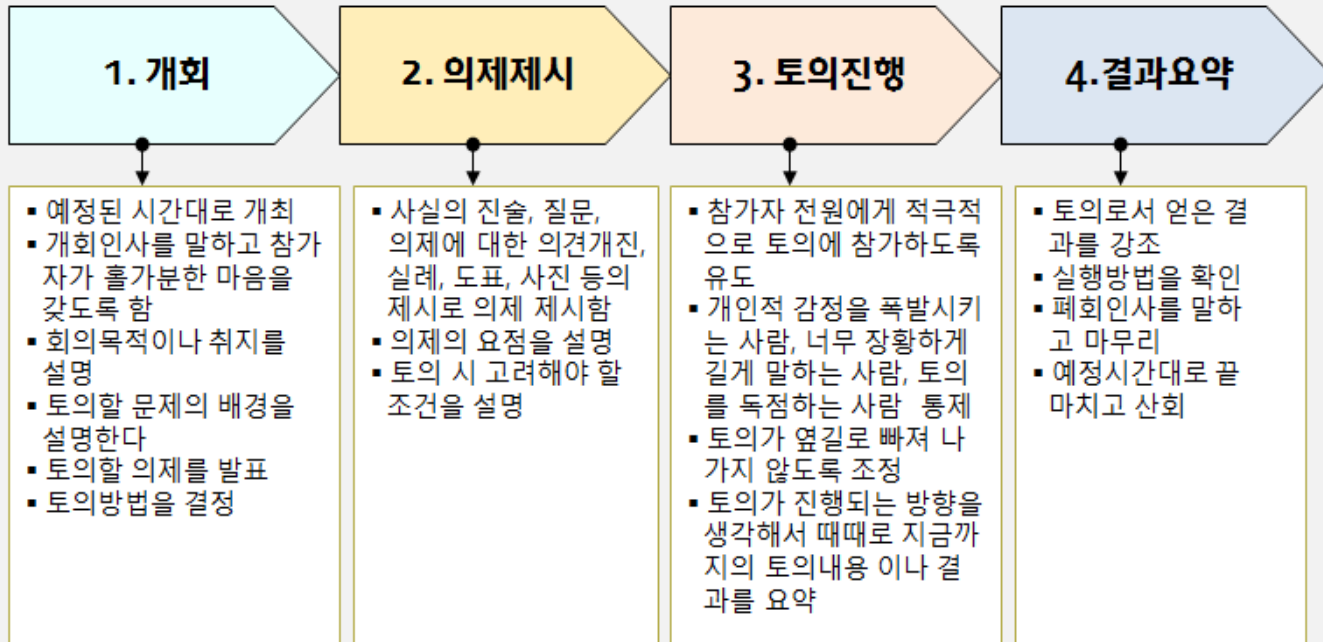 1. 개회
2. 의제제시
3. 토의진행
4.결과요약
▪ 예정된 시간대로 개최
▪ 개회인사를 말하고 참가
자가 홀가분한 마음을
갖도록 함
▪ 회의목적이나 취지를
설명
▪ 토의할 문제의 배경을
설명한다
▪ 토의할 의제를 발표
▪ 토의방법을 결정
▪ 사실의 진술, 질문,
의제에 대한 의견개진,
실례, 도표, 사진 등의
제시로 의제 제시함
▪ 의제의 요점을 설명
▪ 토의 시 고려해야 할
조건을 설명
▪ 참가자 전원에게 적극적
으로 토의에 참가하도록
유도
▪ 개인적 감정을 폭발시키
는 사람, 너무 장황하게
길게 말하는 사람, 토의
를 독점하는 사람 통제
▪ 토의가 옆길로 빠져 나
가지 않도록 조정
▪ 토의가 진행되는 방향을
생각해서 때때로 지금까
지의 토의내용 이나 결
과를 요약
▪ 토의로서 얻은 결
과를 강조
▪ 실행방법을 확인
▪ 폐회인사를 말하
고 마무리
▪ 예정시간대로 끝
마치고 산회